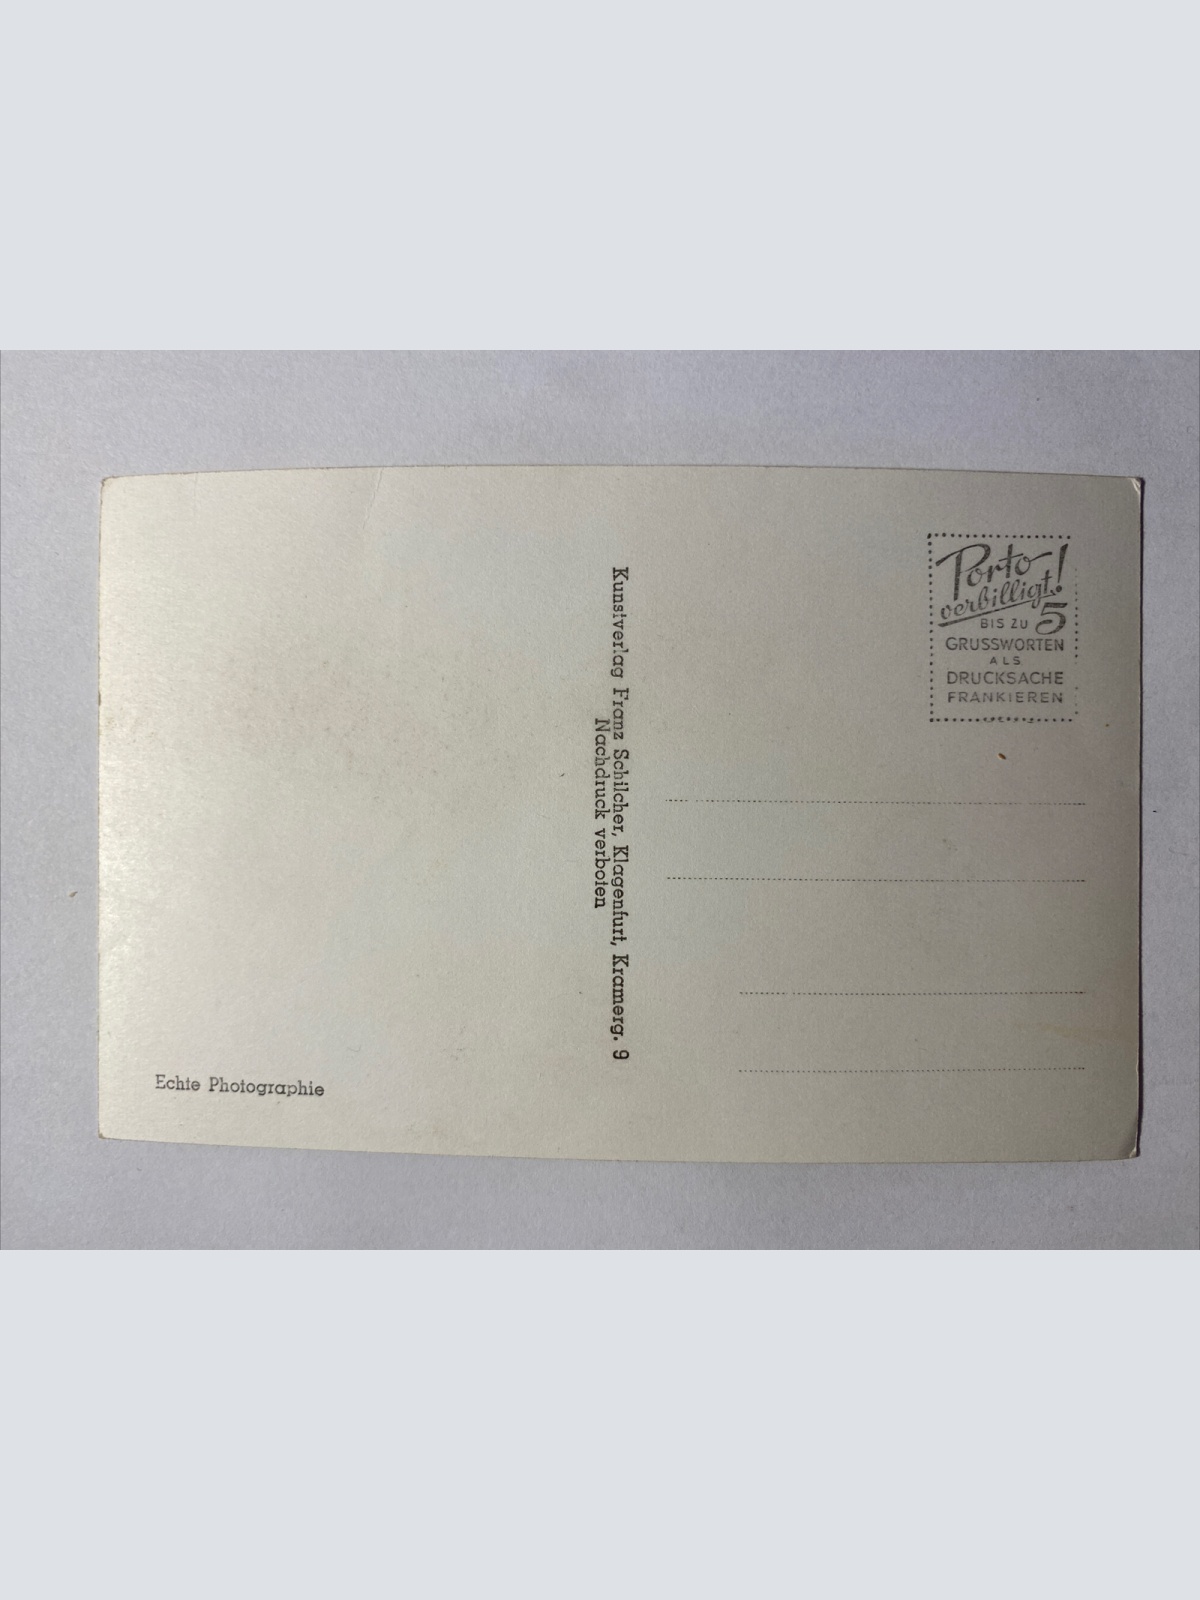 Porto
verbilligt!
BIS ZU 5
GRUSSWORTEN
ALS
DRUCKSACHE
FRANKIEREN
Kunstverlag Franz Schilcher, Klagenfurt, Kramerg. 9
Nachdruck verboten
Echte Photographie